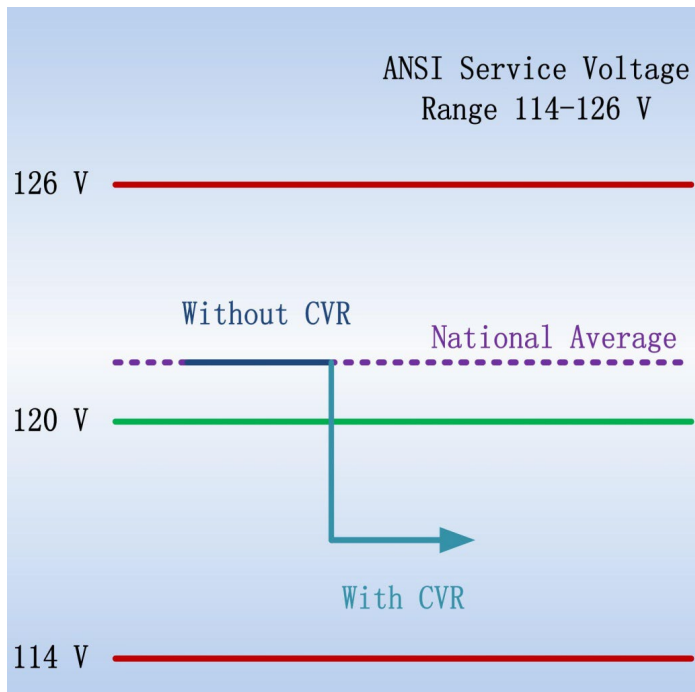 ANSI Service Voltage
Range 114-126 V
126 V
Without CVR
National Average
120 V
With CVR
114 V